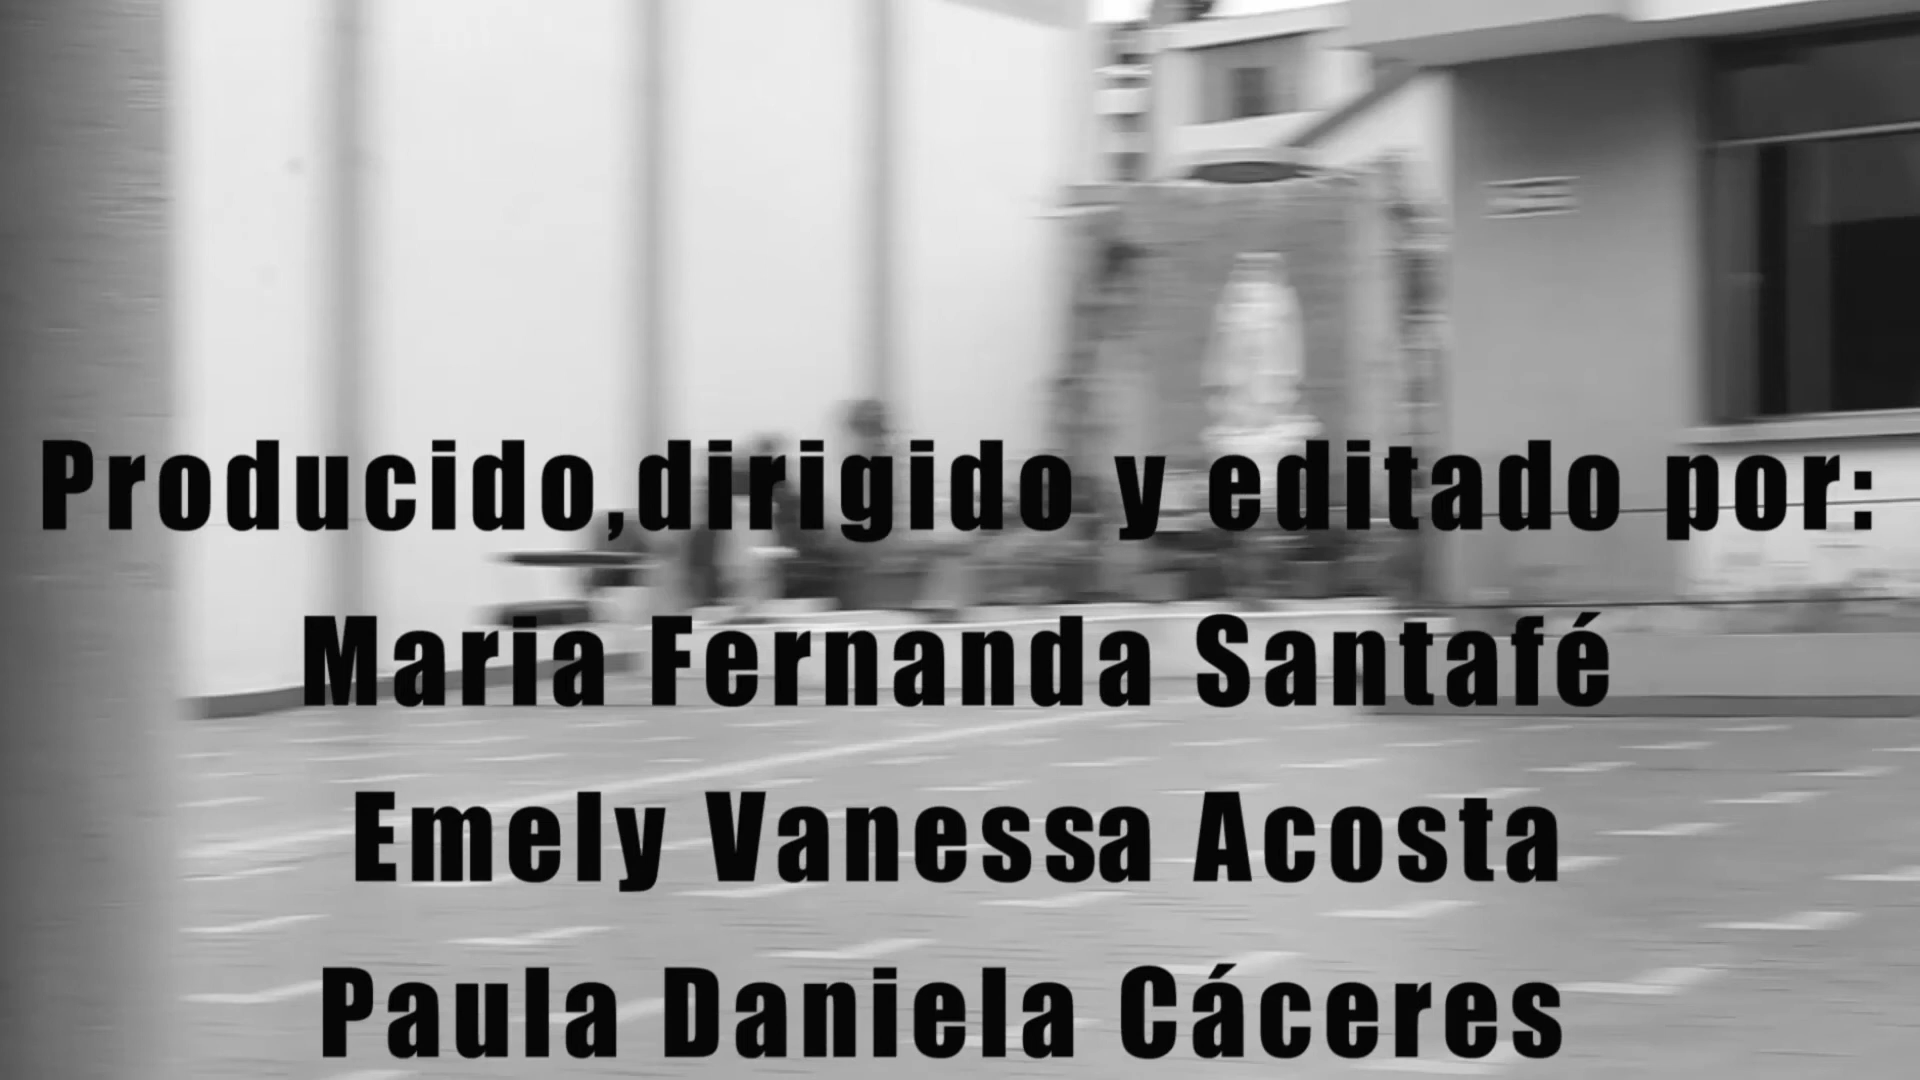 Producido,dirigido y editado por:
Maria Fernanda Santafé
Emely Vanessa Acosta
Paula Daniela Cáceres